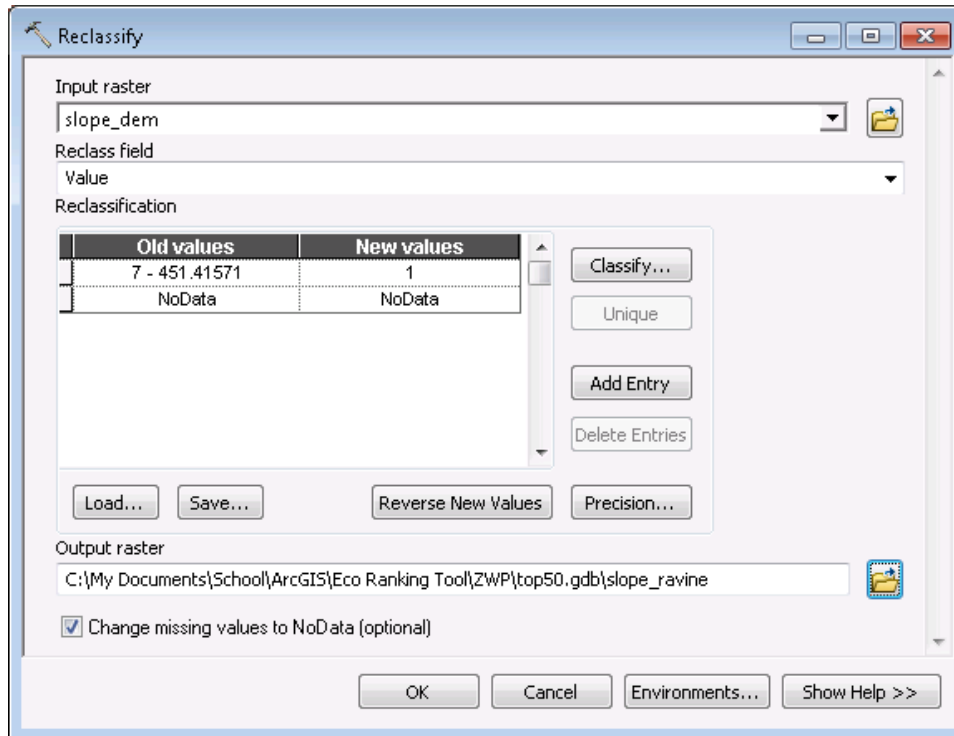 Reclassify
Input raster
slope_dem
Reclass field
Value
Reclassification
Old values New values
7 - 451.41571 1
NoData NoData
Classify...
Unique
Add Entry
Delete Entries
Load... Save... Reverse New Values Precision...
Output raster
C:\My Documents\School\ArcGIS\Eco Ranking Tool\ZWP\top50.gdb\slope_ravine
Change missing values to NoData (optional)
OK Cancel Environments... Show Help >>